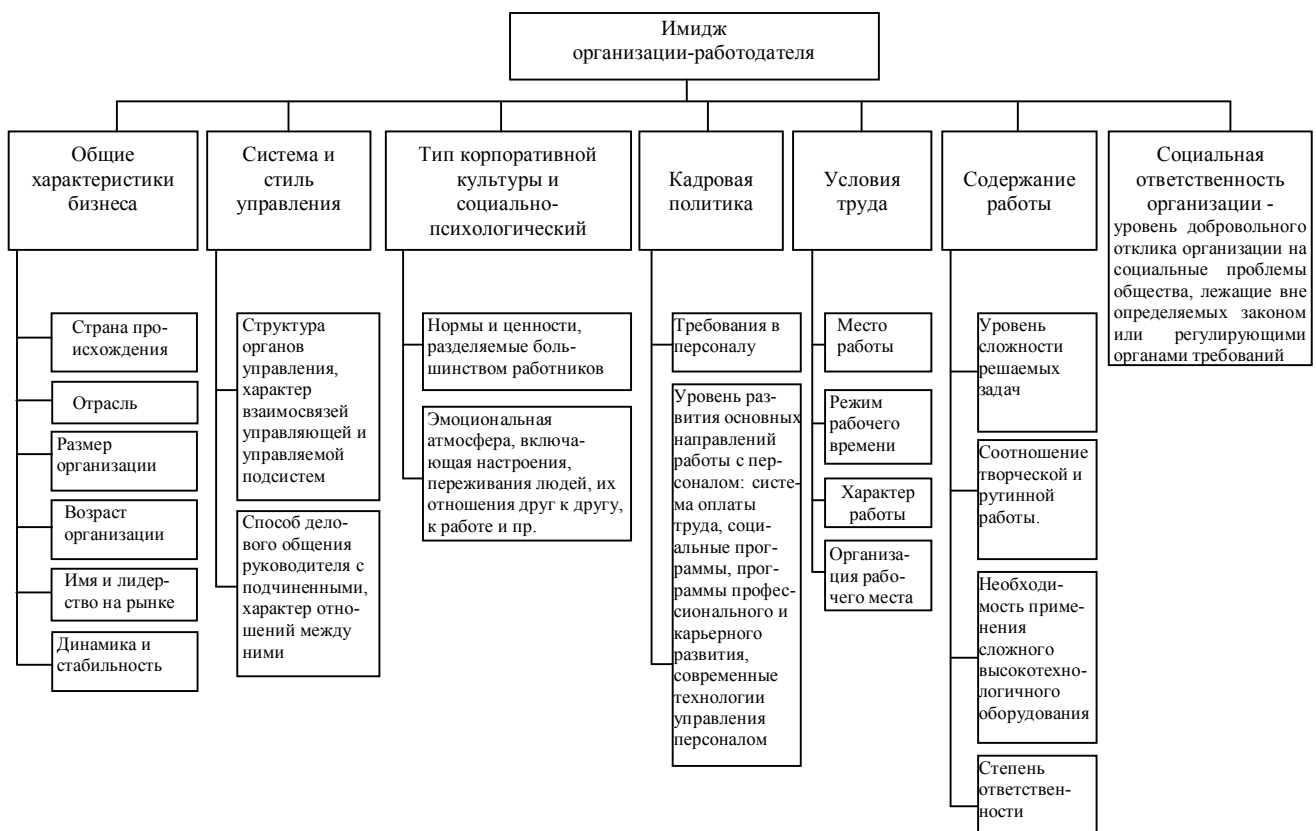 Имидж
организации-работодателя
Общие
характеристики
бизнеса
Система и
стиль
управления
Тип корпоративной
культуры и
социально-
психологический
Кадровая
политика
Условия
труда
Содержание
работы
Социальная
ответственность
организации -
уровень добровольного
отклика организации на
социальные проблемы
общества, лежащие вне
определяемых законом
или регулирующими
органами требований
Страна про-
исхождения
Отрасль
Размер
организации
Возраст
организации
Имя и лидер-
ство на рынке
Динамика и
стабильность
Структура
органов
управления,
характер
взаимосвязей
управляющей и
управляемой
подсистем
Способ дело-
вого общения
руководителя с
подчиненными,
характер отно-
шений между
ними
Нормы и ценности,
разделяемые боль-
шинством работников
Эмоциональная
атмосфера, включа-
ющая настроения,
переживания людей, их
отношения друг к другу,
к работе и пр.
Требования в
персоналу
Уровень раз-
вития основных
направлений
работы с пер-
соналом: систе-
ма оплаты
труда, соци-
альные прог-
раммы, прог-
раммы профес-
сионального и
карьерного
развития,
современные
технологии
управления
персоналом
Место
работы
Режим
рабочего
времени
Характер
работы
Организа-
ция рабо-
чего места
Уровень
сложности
решаемых
задач
Соотношение
творческой и
рутинной
работы.
Необходи-
мость приме-
нения
сложного
высокотехно-
логичного
оборудования
Степень
ответствен-
ности